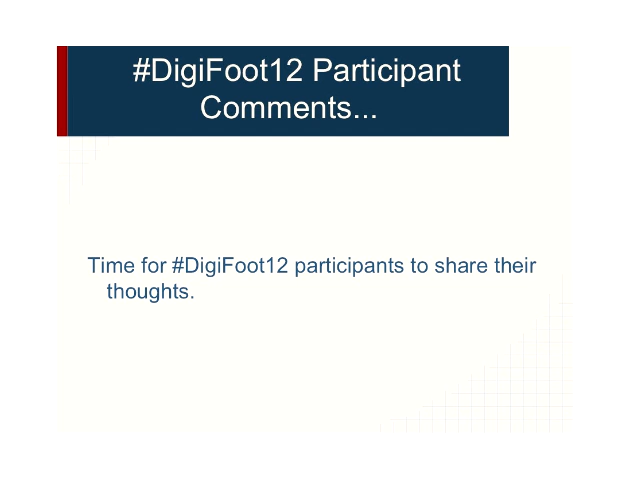 #DigiFoot12 Participant
Comments...
Time for #DigiFoot12 participants to share their
thoughts.